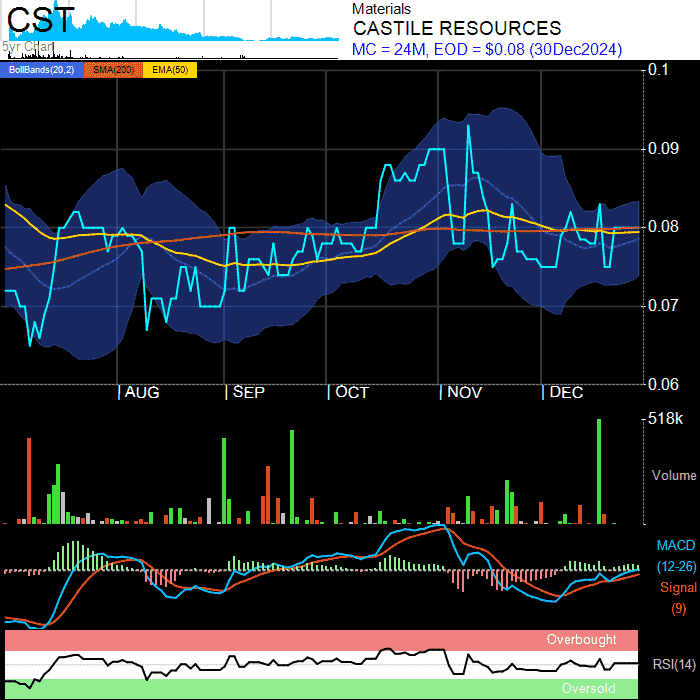 CST
5yr Chart
Materials
CASTILE RESOURCES
MC = 24M, EOD = $0.08 (30Dec2024)
BollBands(20,2) SMA(200) EMA(50)
0.1
0.09
0.08
0.07
0.06
AUG SEP OCT NOV DEC
518k
Volume
MACD
(12-26)
Signal
(9)
Overbought
RSI(14)
Oversold